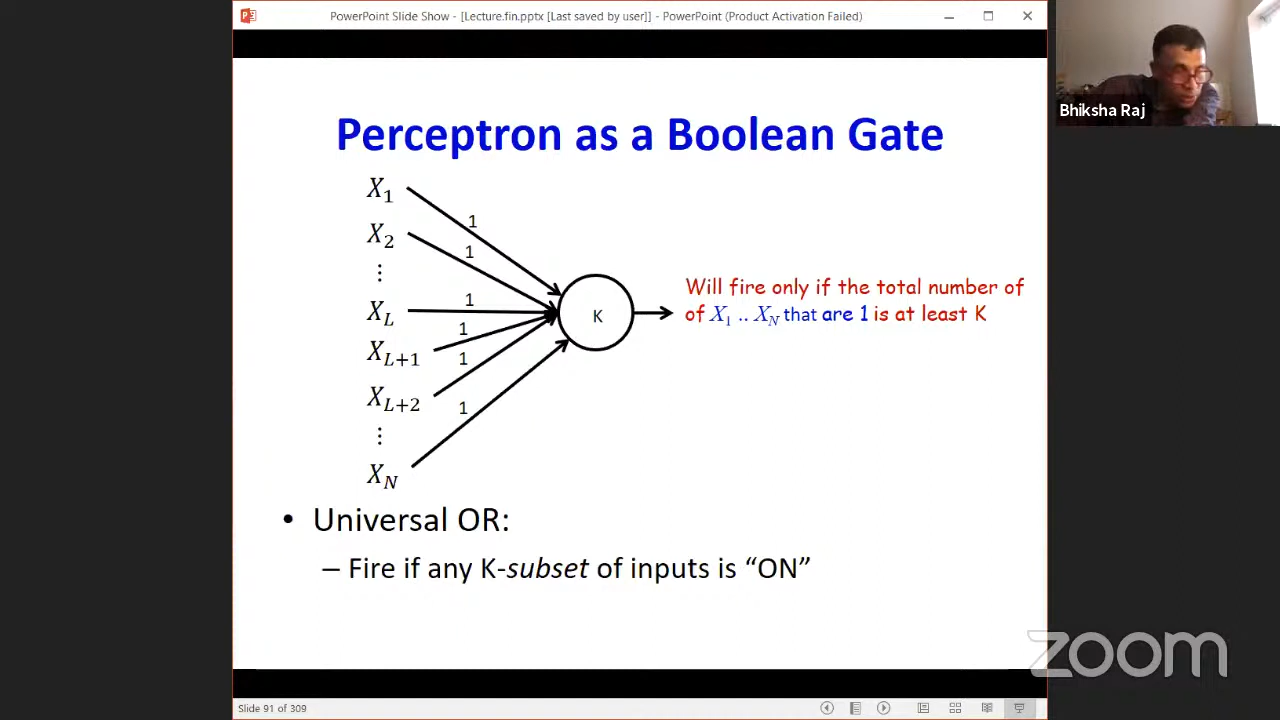 PowerPoint Slide Show - [Lecture.fin.pptx [Last saved by user]] - PowerPoint (Product Activation Failed)
Bhiksha Raj
Perceptron as a Boolean Gate
X1
1
X2
1
⋮
XL
1
XL+1
1
XL+2
1
⋮
XN
1
K
Will fire only if the total number of
of X1 .. XN that are 1 is at least K
• Universal OR:
– Fire if any K-subset of inputs is “ON”
zoom
Slide 91 of 309